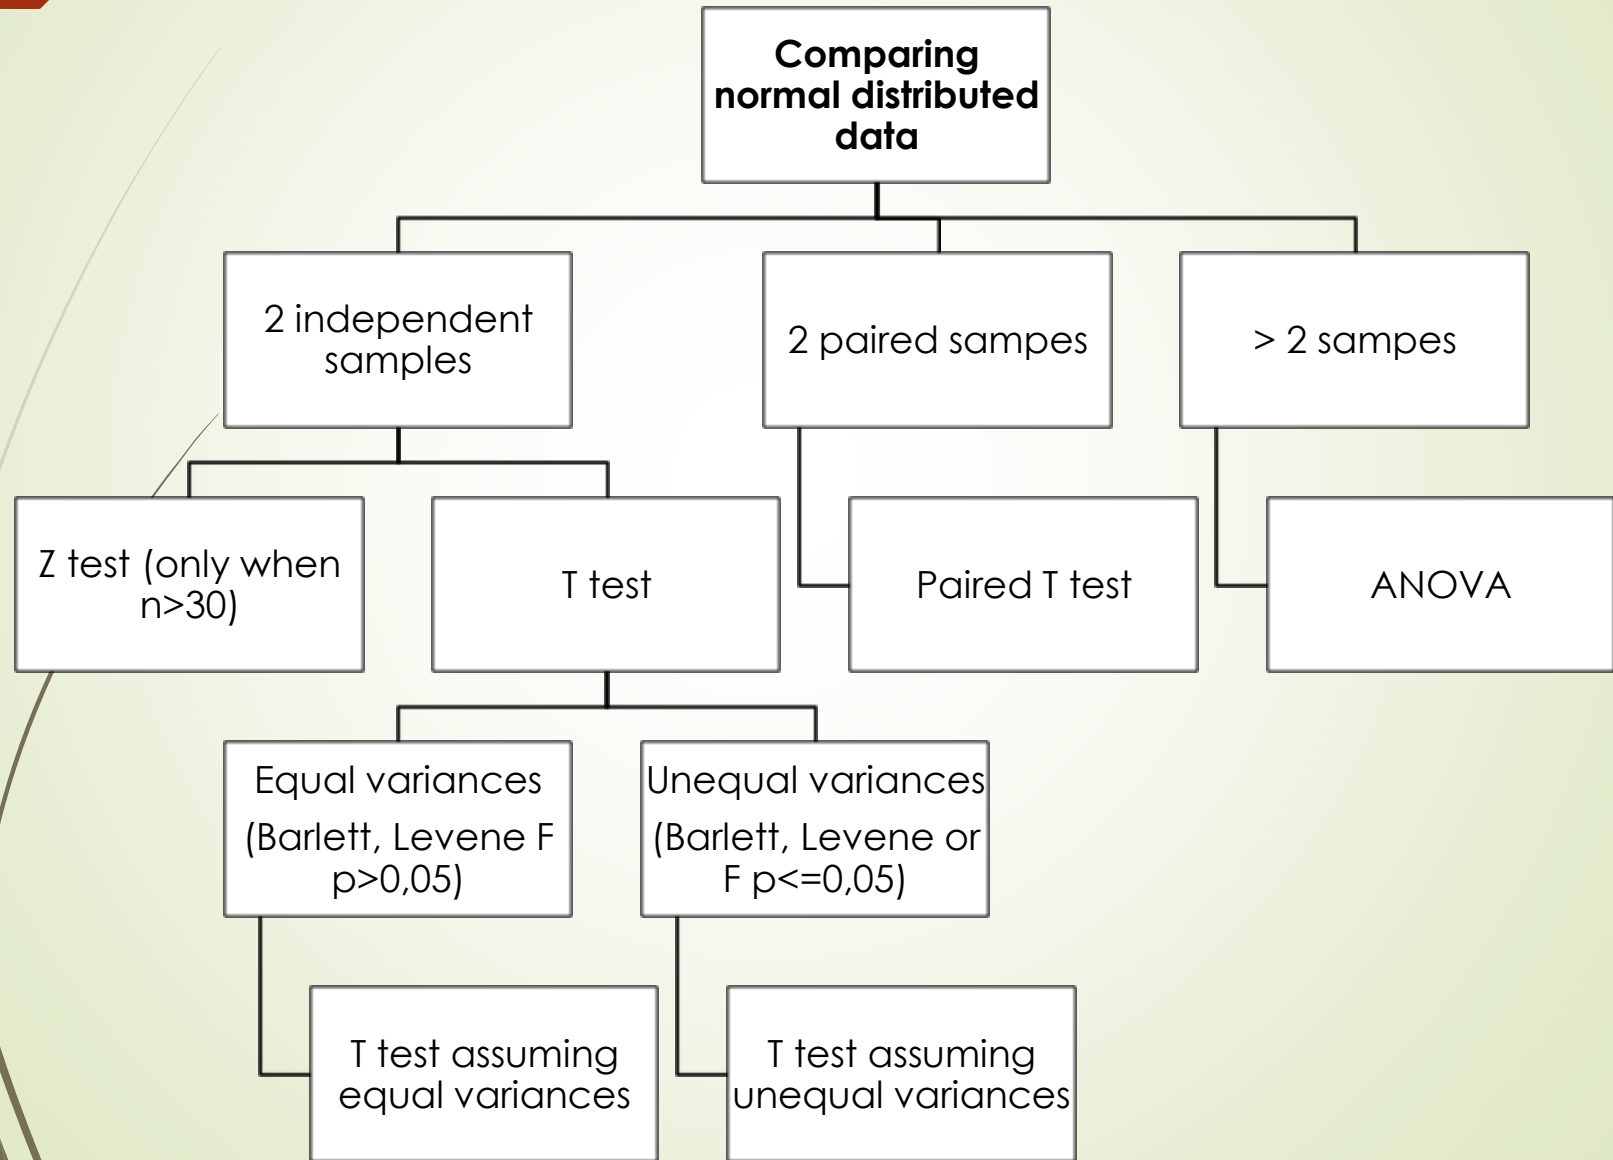 Comparing
normal distributed
data
2 independent
samples
2 paired sampes
> 2 sampes
Z test (only when
n>30)
T test
Paired T test
ANOVA
Equal variances
(Barlett, Levene F
p>0,05)
Unequal variances
(Barlett, Levene or
F p<=0,05)
T test assuming
equal variances
T test assuming
unequal variances